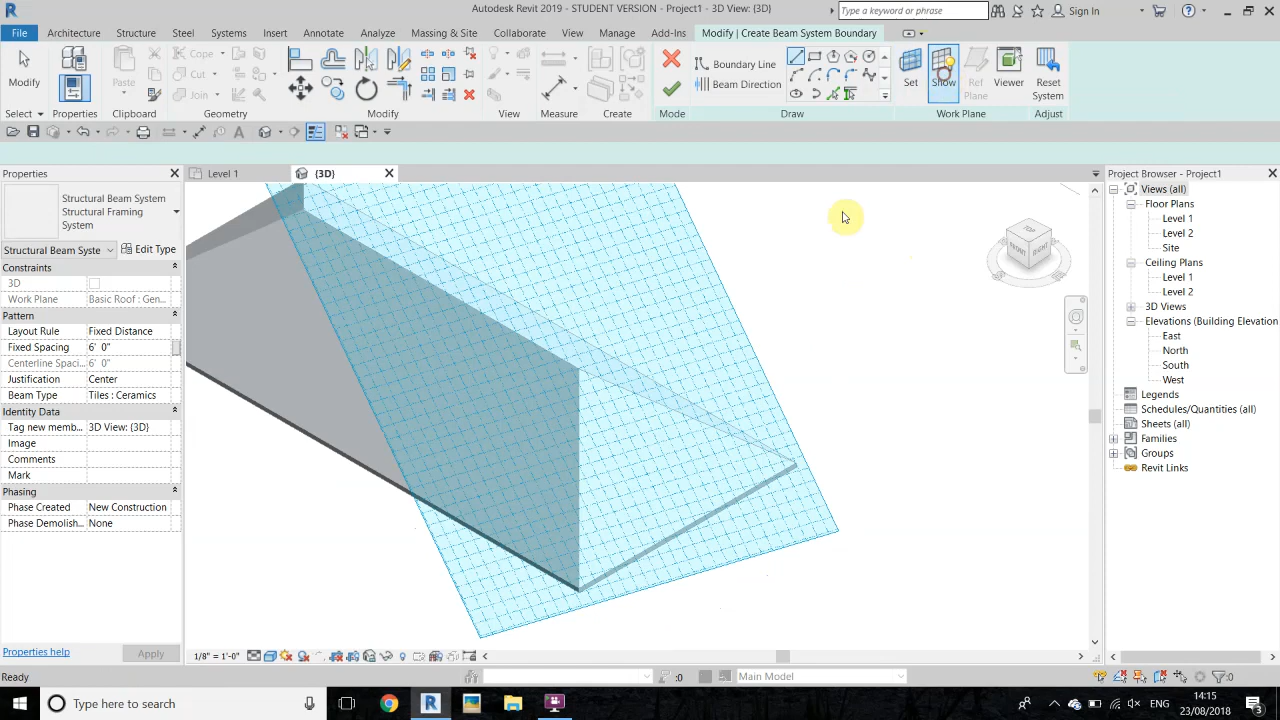 Autodesk Revit 2019 - STUDENT VERSION - Project1 - 3D View: {3D}
Type a keyword or phrase
Sign In
File Architecture Structure Steel Systems Insert Annotate Analyze Massing & Site Collaborate View Manage Add-Ins Modify | Create Beam System Boundary
Modify
Paste
Cope
Cut
Join
Boundary Line
Beam Direction
Set Show Ref Plane Viewer Reset System
Select Properties Clipboard Geometry Modify View Measure Create Mode Draw Work Plane Adjust
Properties
Level 1
{3D}
Project Browser - Project1
Structural Beam System
Structural Framing
System
Structural Beam Syste
Edit Type
Constraints
3D
Work Plane Basic Roof : Gen...
Pattern
Layout Rule Fixed Distance
Fixed Spacing 6' 0"
Centerline Spaci... 6' 0"
Justification Center
Beam Type Tiles : Ceramics
Identity Data
Tag new memb... 3D View: {3D}
Image
Comments
Mark
Phasing
Phase Created New Construction
Phase Demolish... None
Properties help
Apply
TOP
FRONT
RIGHT
Views (all)
Floor Plans
Level 1
Level 2
Site
Ceiling Plans
Level 1
Level 2
3D Views
Elevations (Building Elevation
East
North
South
West
Legends
Schedules/Quantities (all)
Sheets (all)
Families
Groups
Revit Links
1/8" = 1'-0"
Ready
:0
Main Model
:0
Type here to search
ENG
14:15
23/08/2018
3